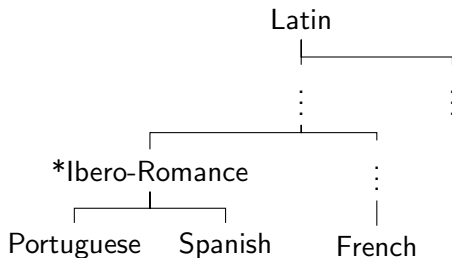 Latin
⋮ ⋮
*Ibero-Romance ⋮
Portuguese Spanish French